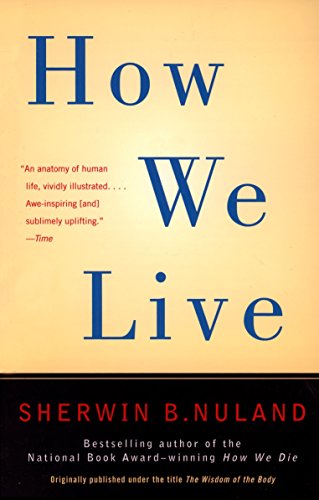 How
"An anatomy of human
life, vividly illustrated. . . .
Awe-inspiring [and]
sublimely uplifting."
—Time
We
Live
SHERWIN B. NULAND
Bestselling author of the
National Book Award–winning How We Die
Originally published under the title The Wisdom of the Body